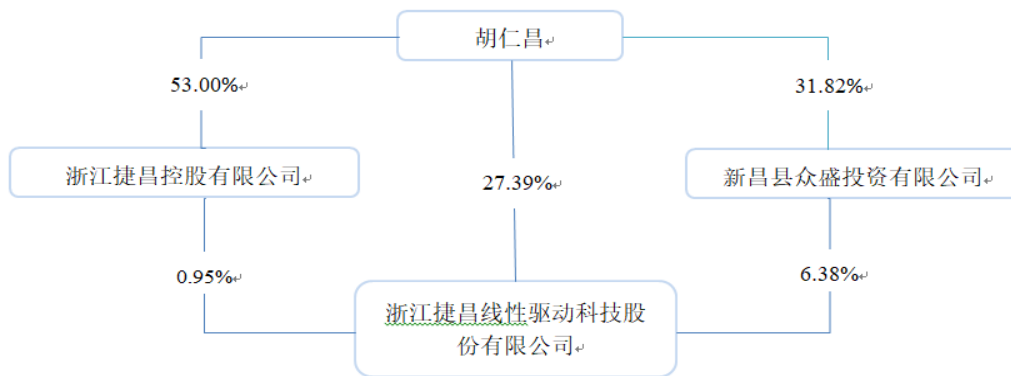 胡仁昌
53.00%
31.82%
浙江捷昌控股有限公司
27.39%
新昌县众盛投资有限公司
0.95%
6.38%
浙江捷昌线性驱动科技股
份有限公司